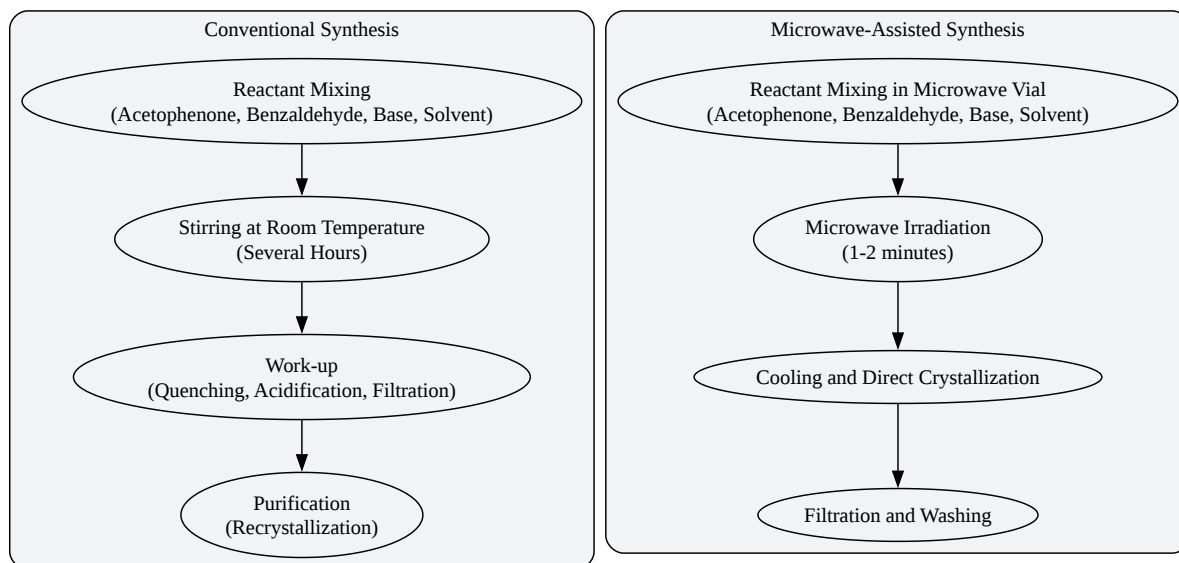 Conventional Synthesis
Reactant Mixing
(Acetophenone, Benzaldehyde, Base, Solvent)
Stirring at Room Temperature
(Several Hours)
Work-up
(Quenching, Acidification, Filtration)
Purification
(Recrystallization)
Microwave-Assisted Synthesis
Reactant Mixing in Microwave Vial
(Acetophenone, Benzaldehyde, Base, Solvent)
Microwave Irradiation
(1-2 minutes)
Cooling and Direct Crystallization
Filtration and Washing